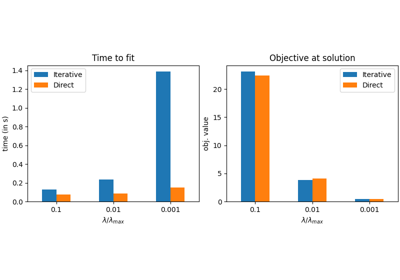 Time to fit
Objective at solution
time (in s)
1.4
1.2
1.0
0.8
0.6
0.4
0.2
0.0
Iterative
Direct
0.1
0.01
0.001
λ/λmax
obj. value
20
15
10
5
0
Iterative
Direct
0.1
0.01
0.001
λ/λmax